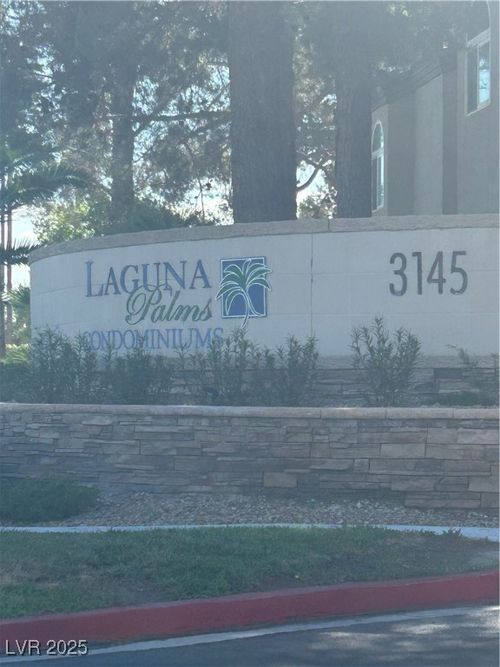 LAGUNA
Palms
CONDOMINIUMS
3145
LVR 2025